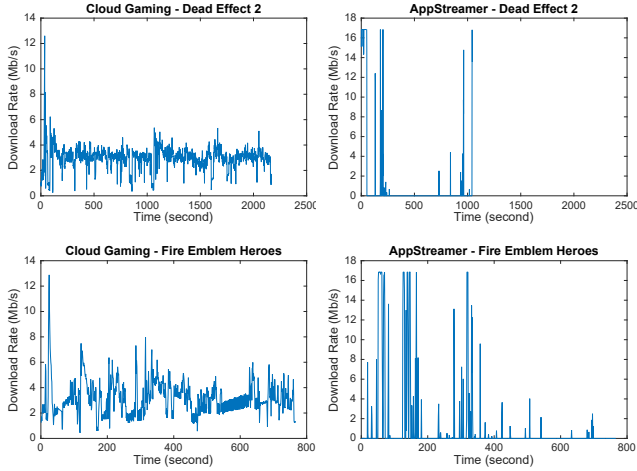 Cloud Gaming - Dead Effect 2
Download Rate (Mb/s)
14
12
10
8
6
4
2
0
0 500 1000 1500 2000 2500
Time (second)
AppStreamer - Dead Effect 2
Download Rate (Mb/s)
18
16
14
12
10
8
6
4
2
0
0 500 1000 1500 2000 2500
Time (second)
Cloud Gaming - Fire Emblem Heroes
Download Rate (Mb/s)
14
12
10
8
6
4
2
0
0 200 400 600 800
Time (second)
AppStreamer - Fire Emblem Heroes
Download Rate (Mb/s)
18
16
14
12
10
8
6
4
2
0
0 200 400 600 800
Time (second)